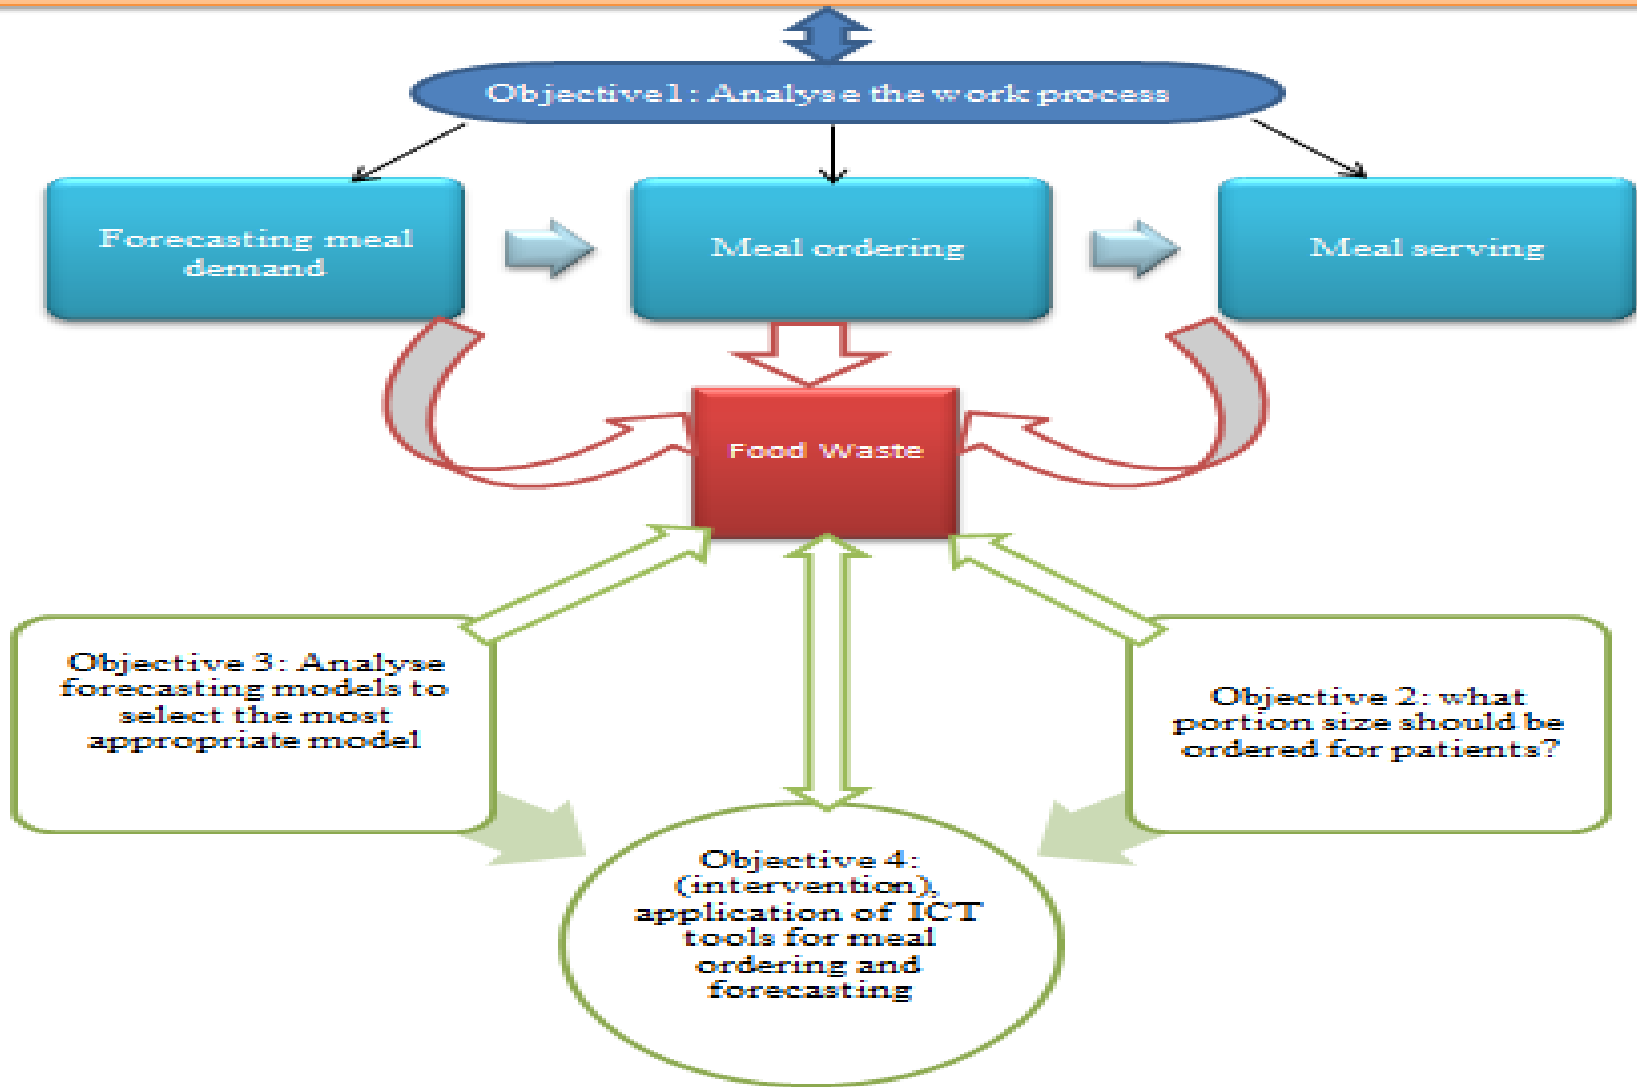 Objective1: Analyse the work process
Forecasting meal
demand
Meal ordering
Meal serving
Food Waste
Objective 3: Analyse
forecasting models to
select the most
appropriate model
Objective 2: what
portion size should be
ordered for patients?
Objective 4:
(intervention),
application of ICT
tools for meal
ordering and
forecasting